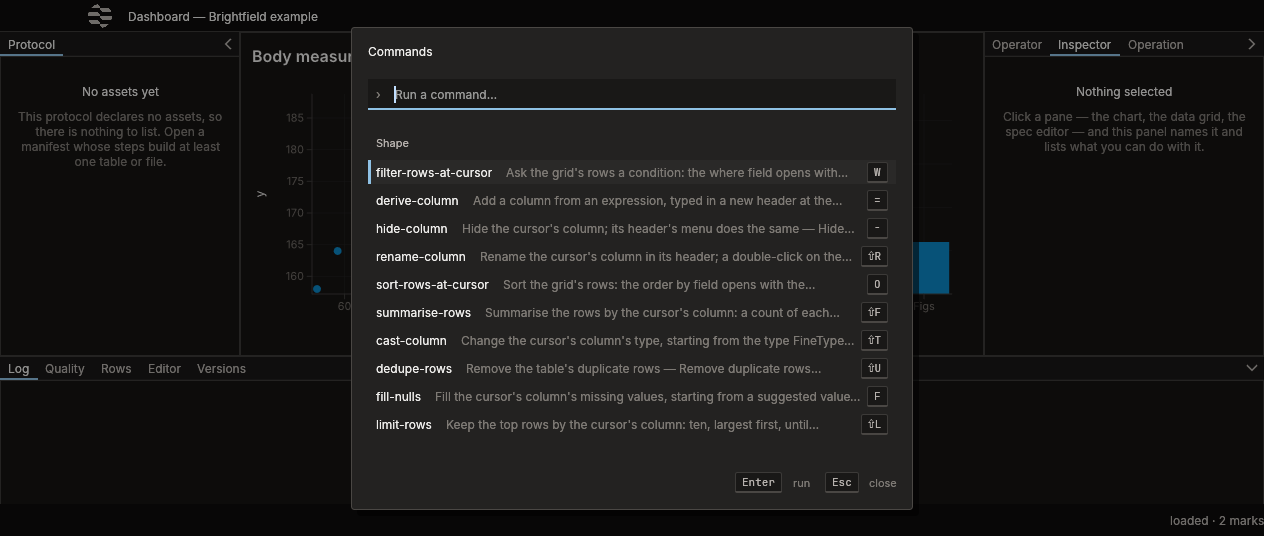 Dashboard — Brightfield example
Protocol
No assets yet
This protocol declares no assets, so
there is nothing to list. Open a
manifest whose steps build at least
one table or file.
Body measur
185
180
175
170
165
160
y
60
Figs
Commands
› Run a command...
Shape
filter-rows-at-cursor Ask the grid's rows a condition: the where field opens with... W
derive-column Add a column from an expression, typed in a new header at the... =
hide-column Hide the cursor's column; its header's menu does the same — Hide... -
rename-column Rename the cursor's column in its header; a double-click on the... ⇧R
sort-rows-at-cursor Sort the grid's rows: the order by field opens with the... O
summarise-rows Summarise the rows by the cursor's column: a count of each... ⇧F
cast-column Change the cursor's column's type, starting from the type FineType... ⇧T
dedupe-rows Remove the table's duplicate rows — Remove duplicate rows... ⇧U
fill-nulls Fill the cursor's column's missing values, starting from a suggested value... F
limit-rows Keep the top rows by the cursor's column: ten, largest first, until... ⇧L
Enter run Esc close
Operator Inspector Operation
Nothing selected
Click a pane — the chart, the data grid, the
spec editor — and this panel names it and
lists what you can do with it.
Log Quality Rows Editor Versions
loaded · 2 marks